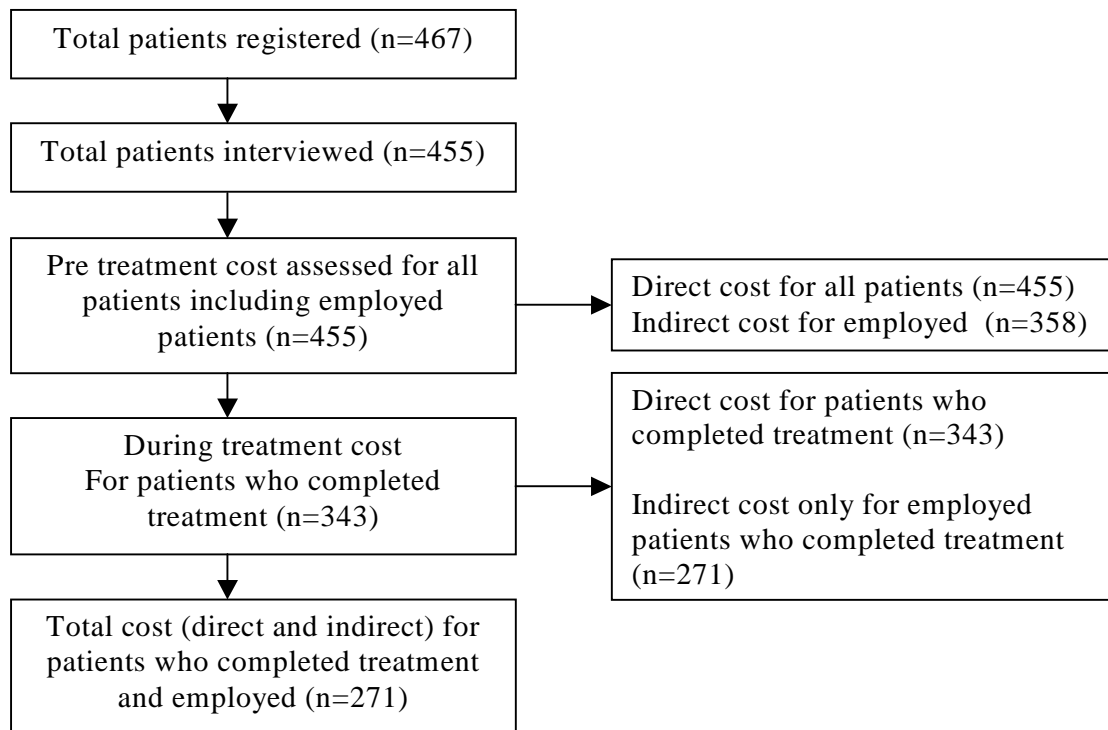 Total patients registered (n=467)
Total patients interviewed (n=455)
Pre treatment cost assessed for all
patients including employed
patients (n=455)
Direct cost for all patients (n=455)
Indirect cost for employed (n=358)
During treatment cost
For patients who completed
treatment (n=343)
Direct cost for patients who
completed treatment (n=343)
Indirect cost only for employed
patients who completed treatment
(n=271)
Total cost (direct and indirect) for
patients who completed treatment
and employed (n=271)